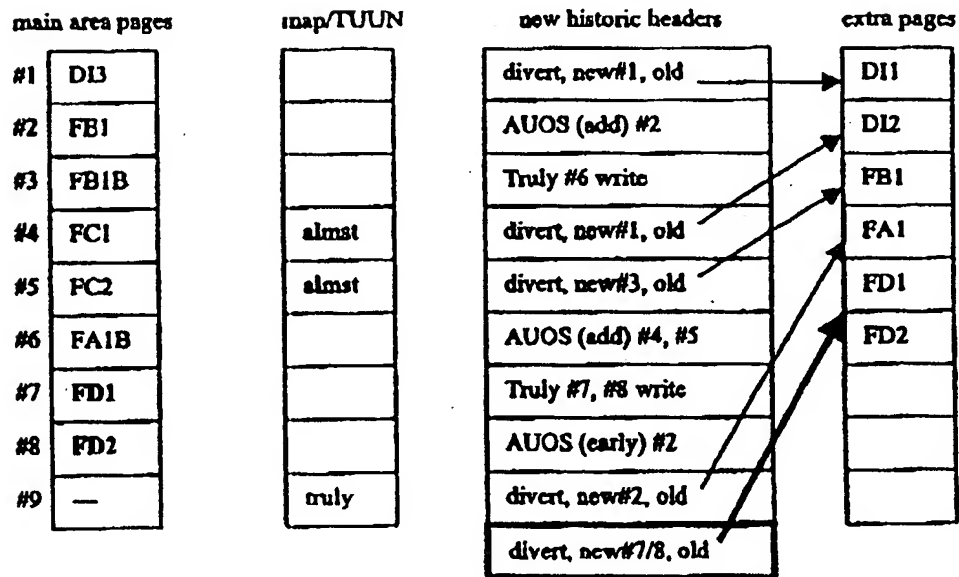 main area pages map/TUUN new historic headers extra pages
#1 DI3 divert, new#1, old DI1
#2 FB1 AUOS (add) #2 DI2
#3 FB1B Truly #6 write FB1
#4 FC1 almst divert, new#1, old FA1
#5 FC2 almst divert, new#3, old FD1
#6 FA1B AUOS (add) #4, #5 FD2
#7 FD1 Truly #7, #8 write
#8 FD2 AUOS (early) #2
#9 — truly divert, new#2, old
divert, new#7/8, old